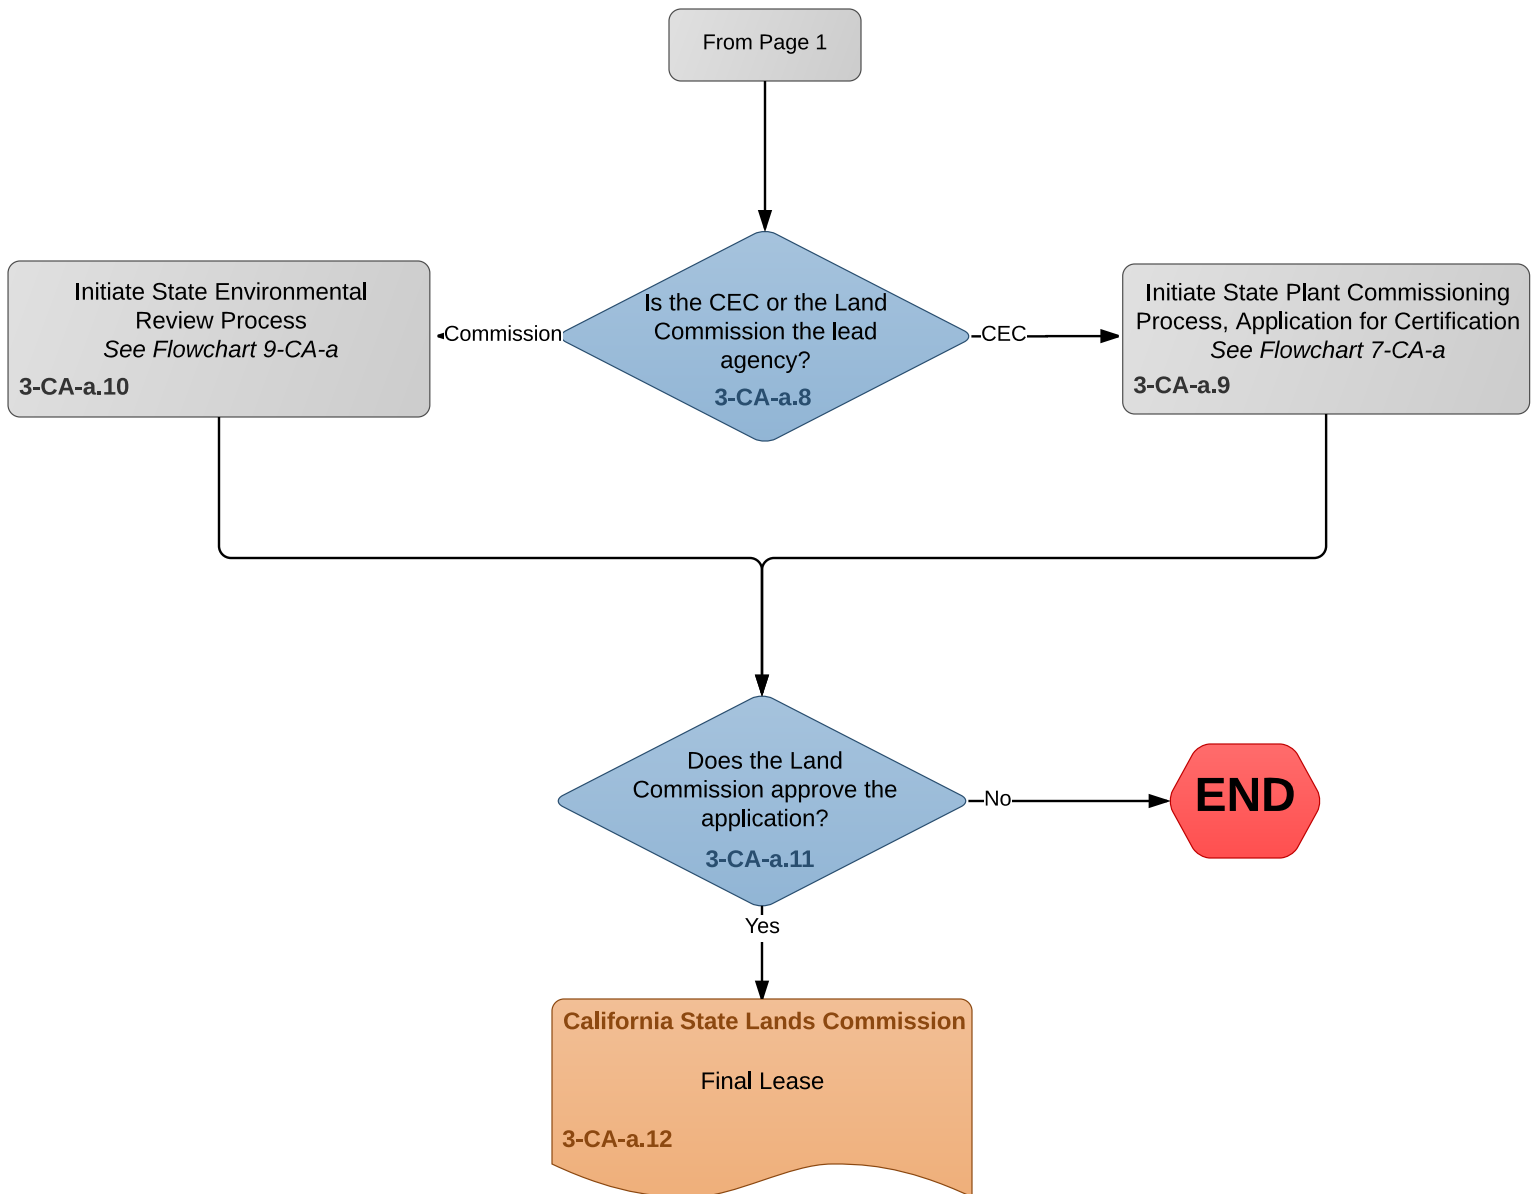 From Page 1
Initiate State Environmental
Review Process
See Flowchart 9-CA-a
3-CA-a.10
Commission
Is the CEC or the Land
Commission the lead
agency?
3-CA-a.8
CEC
Initiate State Plant Commissioning
Process, Application for Certification
See Flowchart 7-CA-a
3-CA-a.9
Does the Land
Commission approve the
application?
3-CA-a.11
No
END
Yes
California State Lands Commission
Final Lease
3-CA-a.12